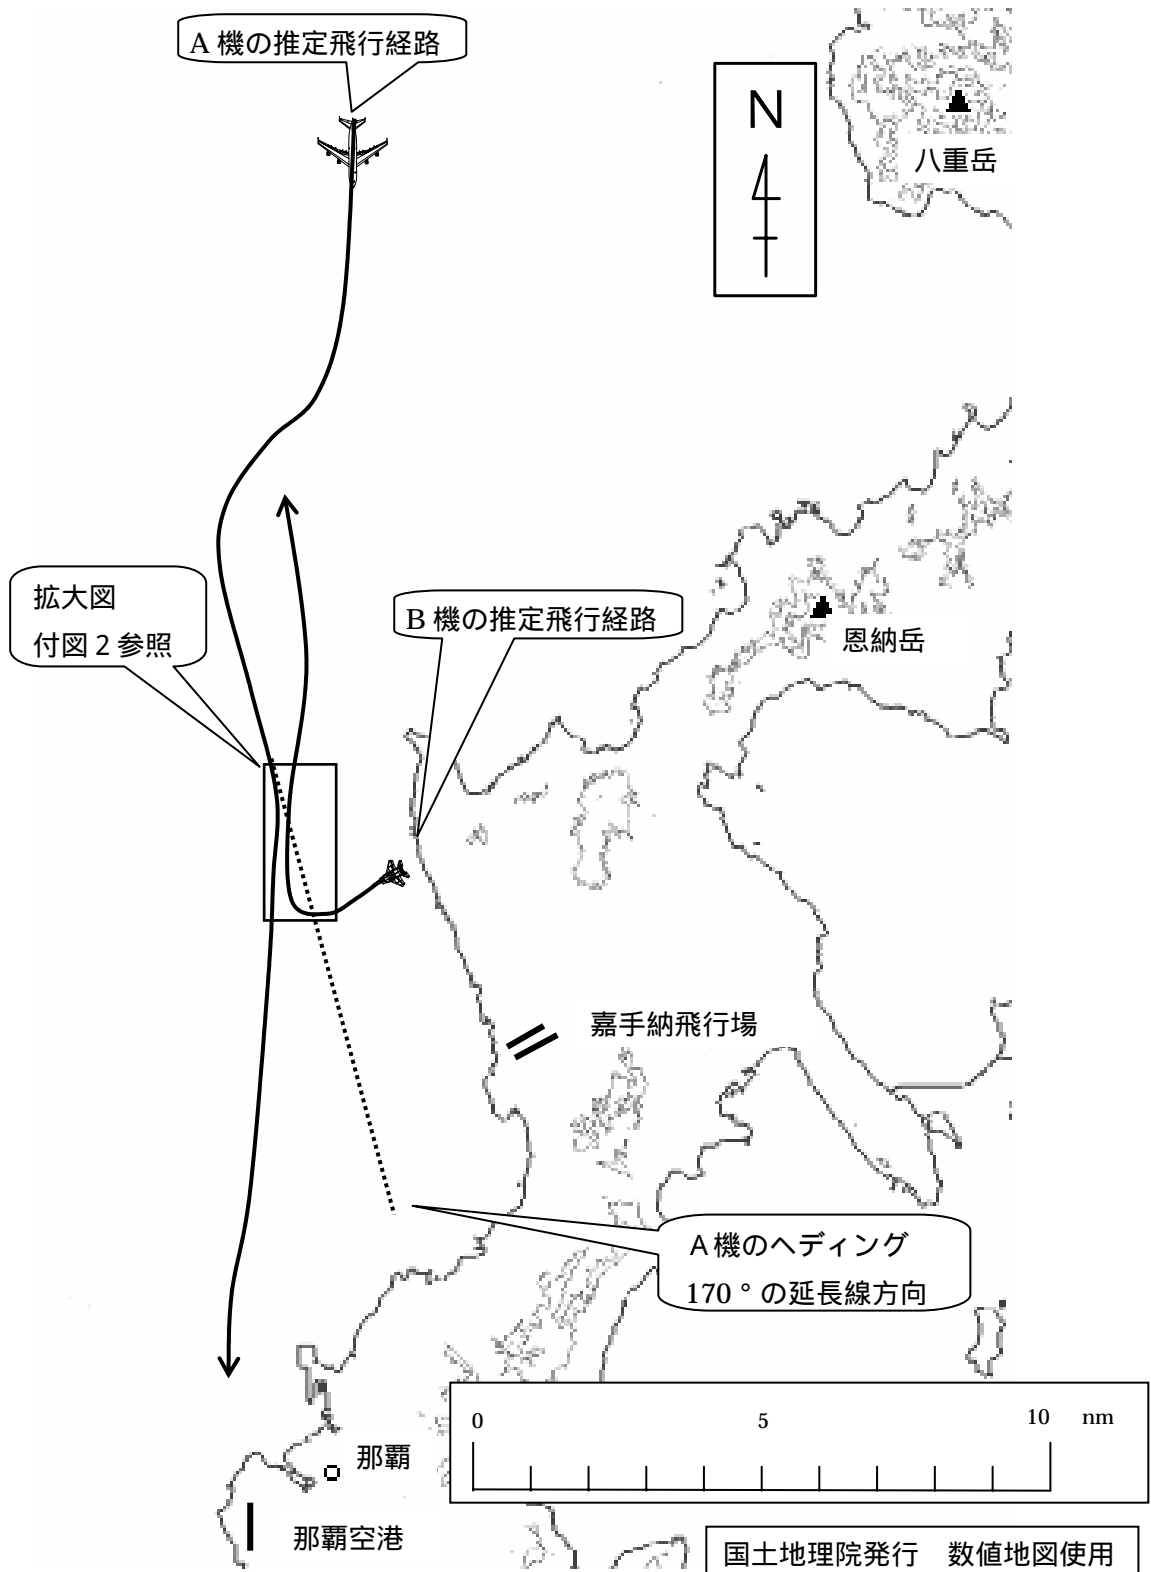 A 機の推定飛行経路
N
八重岳
拡大図
付図 2 参照
B 機の推定飛行経路
恩納岳
嘉手納飛行場
A機のヘディング
170 ° の延長線方向
0 5 10 nm
那覇
那覇空港
国土地理院発行 数値地図使用